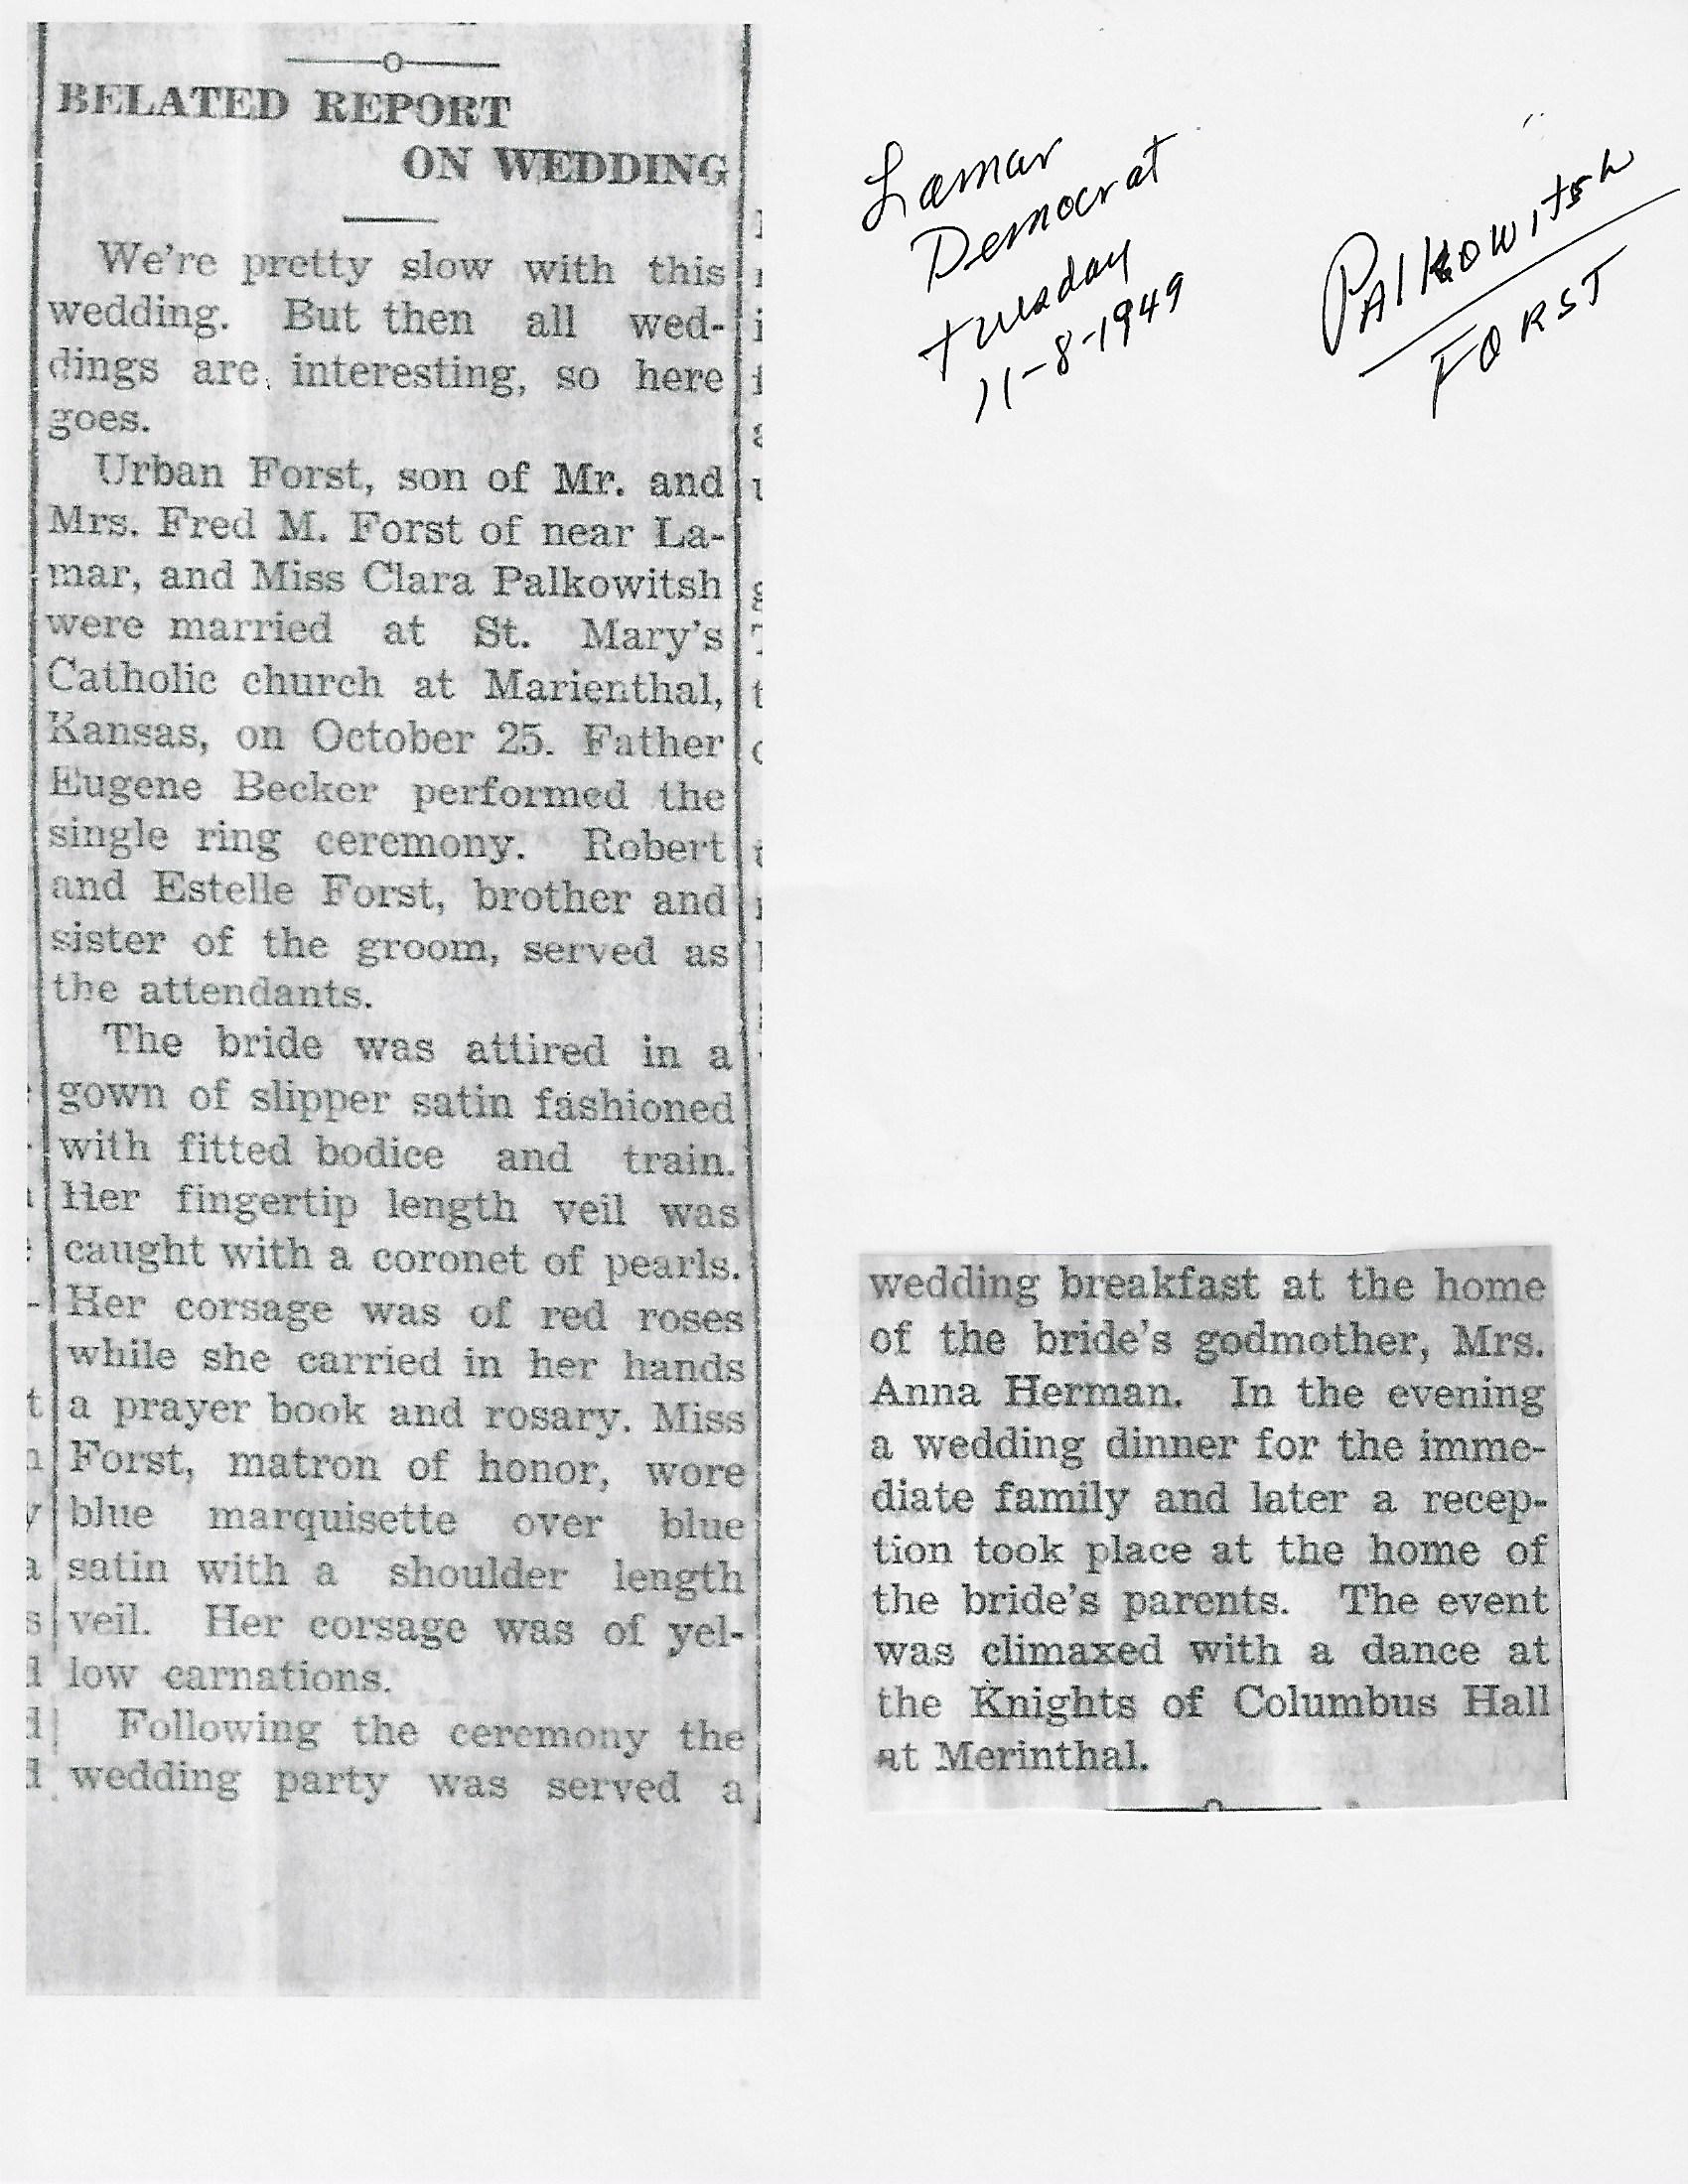 BELATED REPORT
ON WEDDING
We're pretty slow with this
wedding. But then all wed-
dings are interesting, so here
goes.
Urban Forst, son of Mr. and
Mrs. Fred M. Forst of near La-
mar, and Miss Clara Palkowitsh
were married at St. Mary's
Catholic church at Marienthal,
Kansas, on October 25. Father
Eugene Becker performed the
single ring ceremony. Robert
and Estelle Forst, brother and
sister of the groom, served as
the attendants.
The bride was attired in a
gown of slipper satin fashioned
with fitted bodice and train.
Her fingertip length veil was
caught with a coronet of pearls.
Her corsage was of red roses
while she carried in her hands
a prayer book and rosary. Miss
Forst, matron of honor, wore
blue marquisette over blue
satin with a shoulder length
veil. Her corsage was of yel-
low carnations.
Following the ceremony the
wedding party was served a
wedding breakfast at the home
of the bride's godmother, Mrs.
Anna Herman. In the evening
a wedding dinner for the imme-
diate family and later a recep-
tion took place at the home of
the bride's parents. The event
was climaxed with a dance at
the Knights of Columbus Hall
at Merinthal.
Lamar
Democrat
tuesday
11-8-1949
PAlkowitsh
FORST